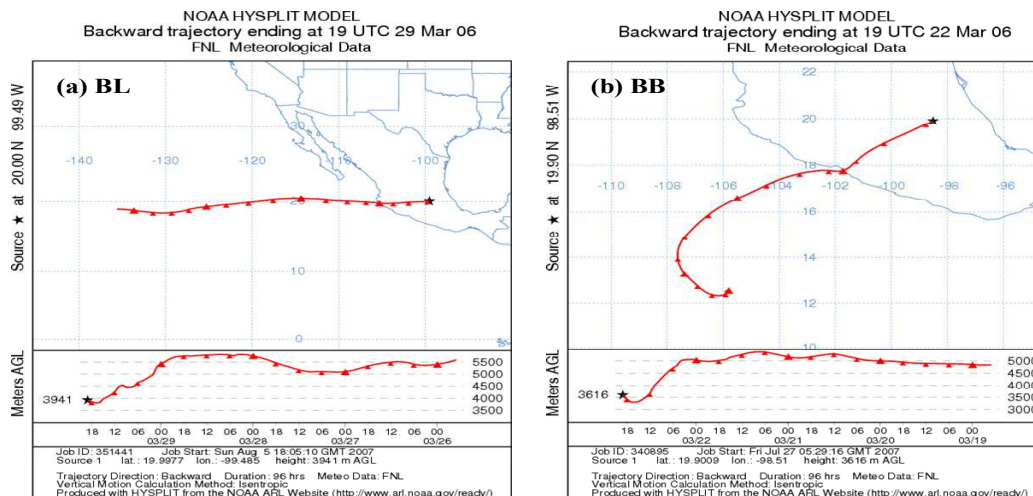 NOAA HYSPLIT MODEL
Backward trajectory ending at 19 UTC 29 Mar 06
FNL Meteorological Data
(a) BL
Source ★ at 20.00 N 99.49 W
30
-140
-130
-120
-110
-100
20
10
0
Meters AGL
3941
5500
5000
4500
4000
3500
18 12 06 00 18 12 06 00 18 12 06 00 18 12 06 00
03/29 03/28 03/27 03/26
Job ID: 351441 Job Start: Sun Aug 5 18:05:10 GMT 2007
Source 1 lat.: 19.9977 lon.: -99.485 height: 3941 m AGL
Trajectory Direction: Backward Duration: 96 hrs Meteo Data: FNL
Vertical Motion Calculation Method: Isentropic
Produced with HYSPLIT from the NOAA ARL Website (http://www.arl.noaa.gov/ready/)
NOAA HYSPLIT MODEL
Backward trajectory ending at 19 UTC 22 Mar 06
FNL Meteorological Data
(b) BB
Source ★ at 19.90 N 98.51 W
22
20
18
-110
-108
-106
-104
-102
-100
-98
-96
16
14
12
10
Meters AGL
3616
5500
5000
4500
4000
3500
3000
18 12 06 00 18 12 06 00 18 12 06 00 18 12 06 00
03/22 03/21 03/20 03/19
Job ID: 340895 Job Start: Fri Jul 27 05:29:16 GMT 2007
Source 1 lat.: 19.9009 lon.: -98.51 height: 3616 m AGL
Trajectory Direction: Backward Duration: 96 hrs Meteo Data: FNL
Vertical Motion Calculation Method: Isentropic
Produced with HYSPLIT from the NOAA ARL Website (http://www.arl.noaa.gov/ready/)